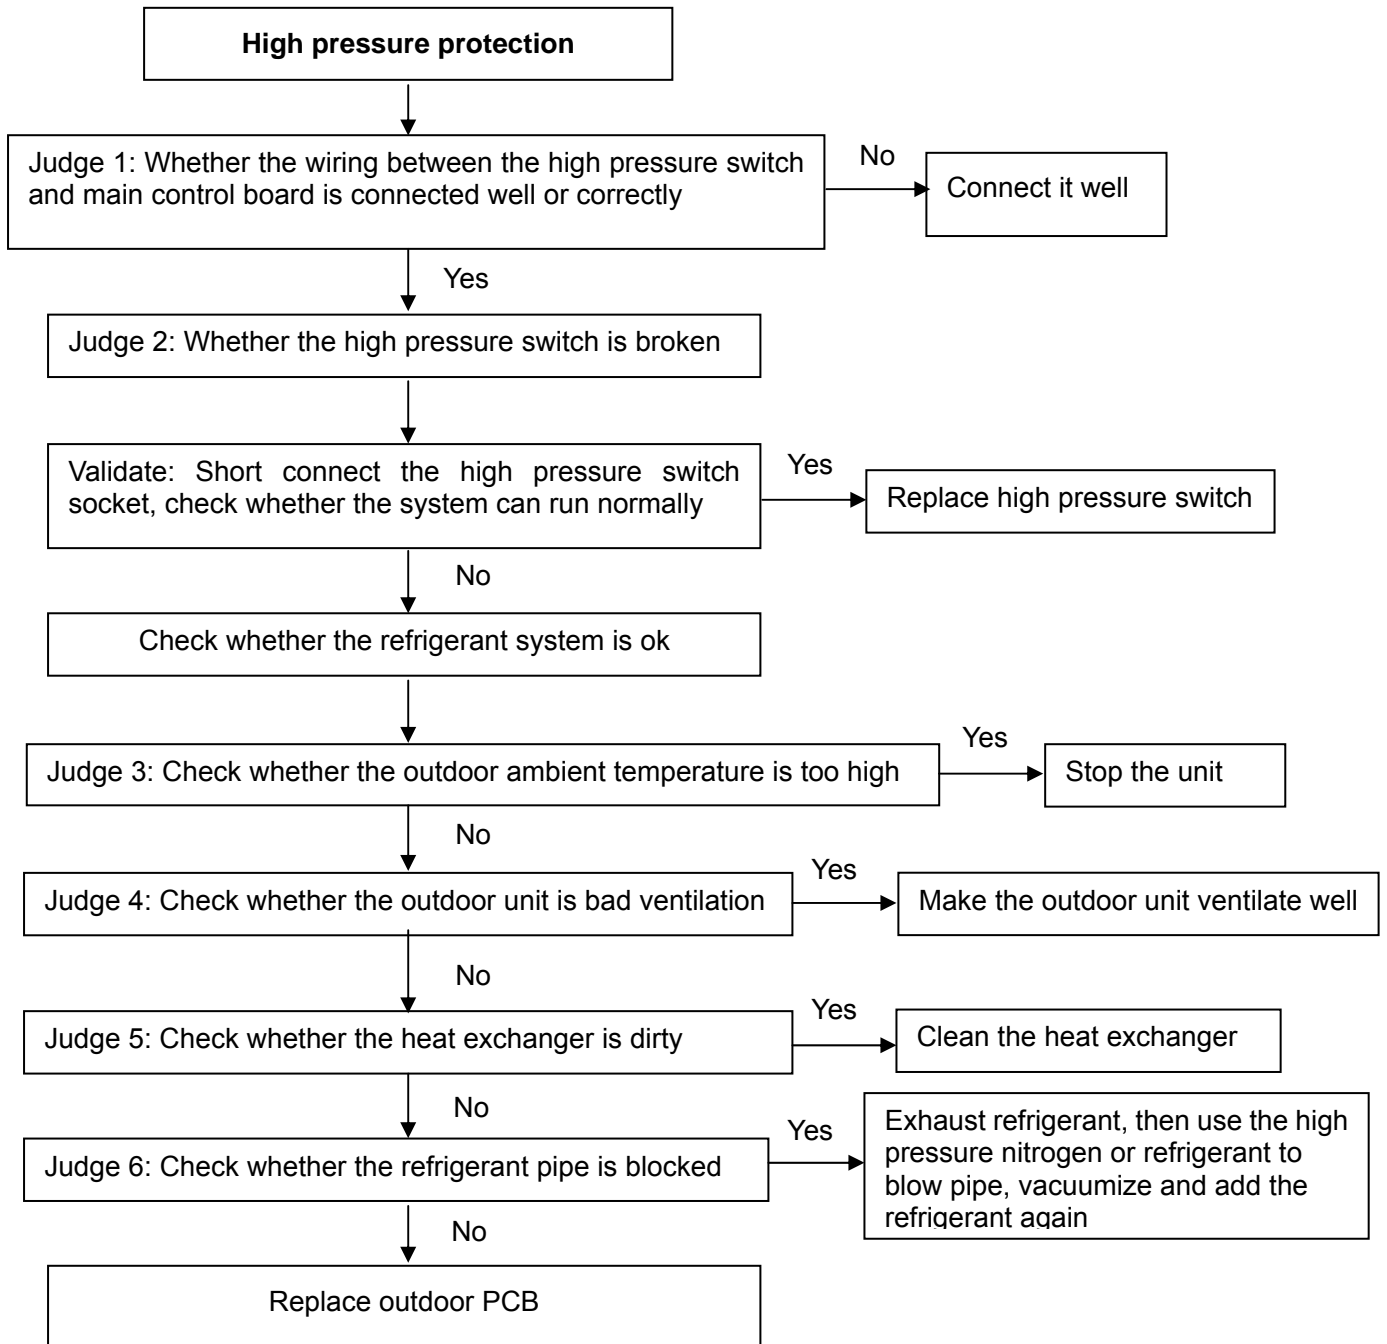 High pressure protection
Judge 1: Whether the wiring between the high pressure switch
and main control board is connected well or correctly
No
Connect it well
Yes
Judge 2: Whether the high pressure switch is broken
Validate: Short connect the high pressure switch
socket, check whether the system can run normally
Yes
Replace high pressure switch
No
Check whether the refrigerant system is ok
Judge 3: Check whether the outdoor ambient temperature is too high
Yes
Stop the unit
No
Judge 4: Check whether the outdoor unit is bad ventilation
Yes
Make the outdoor unit ventilate well
No
Judge 5: Check whether the heat exchanger is dirty
Yes
Clean the heat exchanger
No
Judge 6: Check whether the refrigerant pipe is blocked
Yes
Exhaust refrigerant, then use the high
pressure nitrogen or refrigerant to
blow pipe, vacuumize and add the
refrigerant again
No
Replace outdoor PCB